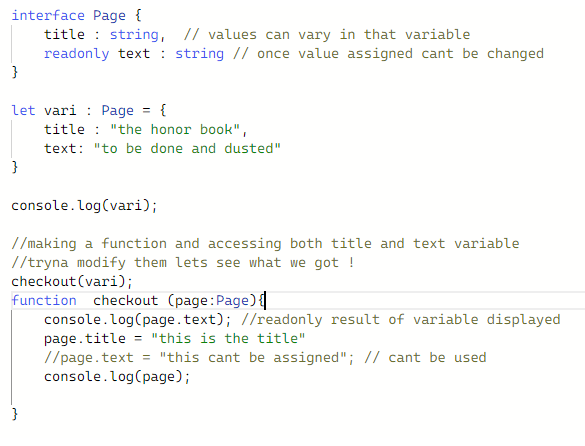 interface Page {
    title : string,  // values can vary in that variable
    readonly text : string // once value assigned cant be changed
}

let vari : Page = {
    title : "the honor book",
    text: "to be done and dusted"
}

console.log(vari);

//making a function and accessing both title and text variable
//tryna modify them lets see what we got !
checkout(vari);
function  checkout (page:Page){
    console.log(page.text); //readonly result of variable displayed
    page.title = "this is the title"
    //page.text = "this cant be assigned"; // cant be used
    console.log(page);

}